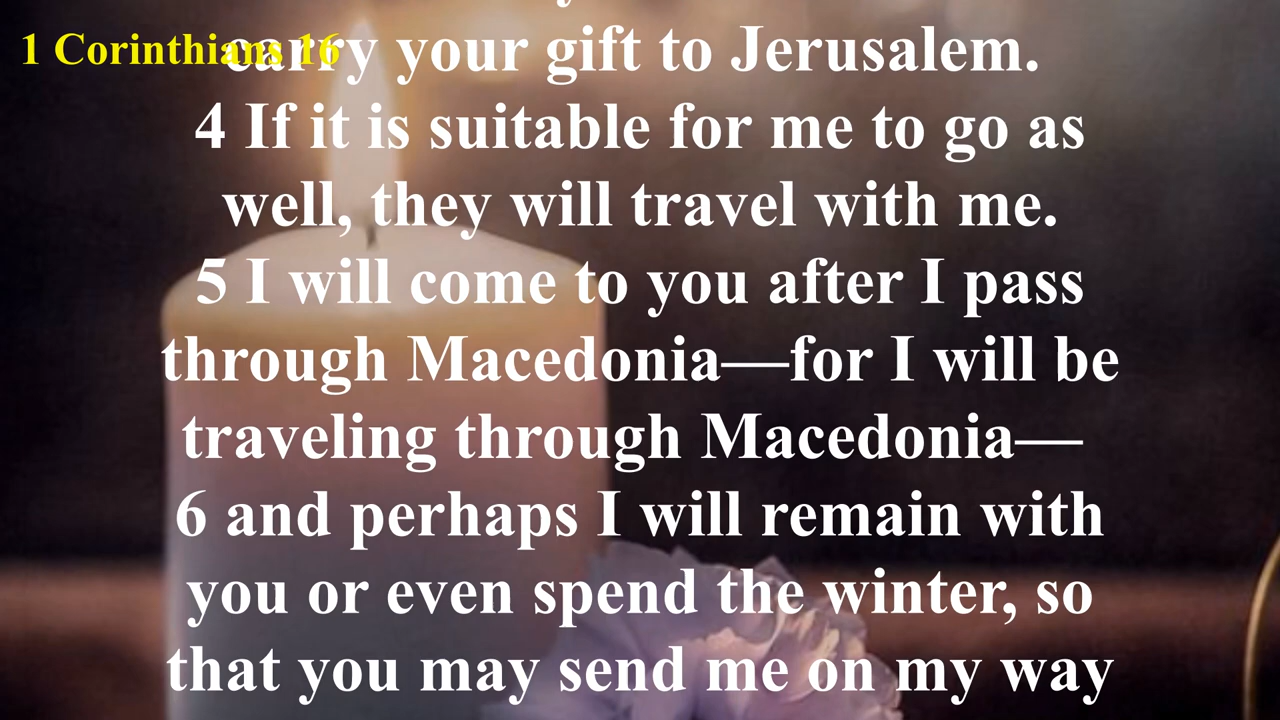 1 Corinthians 16
carry your gift to Jerusalem.
4 If it is suitable for me to go as
well, they will travel with me.
5 I will come to you after I pass
through Macedonia—for I will be
traveling through Macedonia—
6 and perhaps I will remain with
you or even spend the winter, so
that you may send me on my way